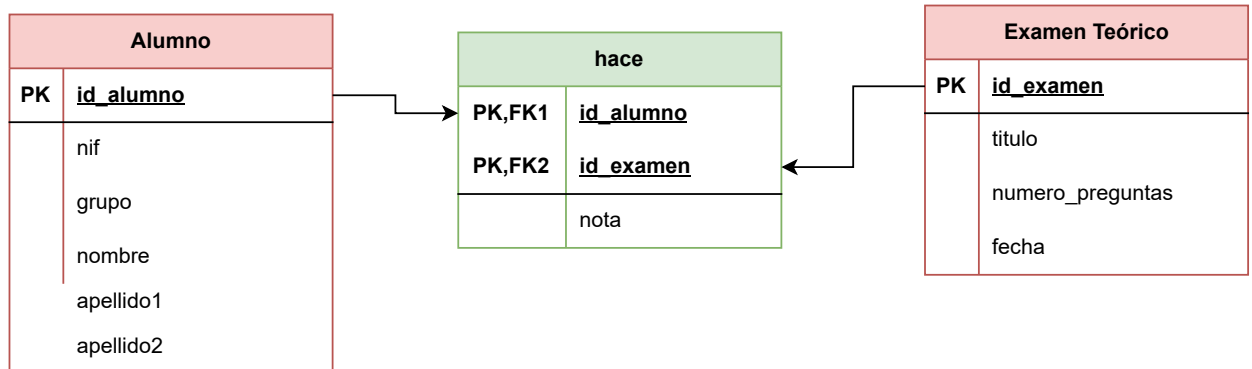 Alumno
PK id_alumno
nif
grupo
nombre
apellido1
apellido2
hace
PK,FK1 id_alumno
PK,FK2 id_examen
nota
Examen Teórico
PK id_examen
titulo
numero_preguntas
fecha